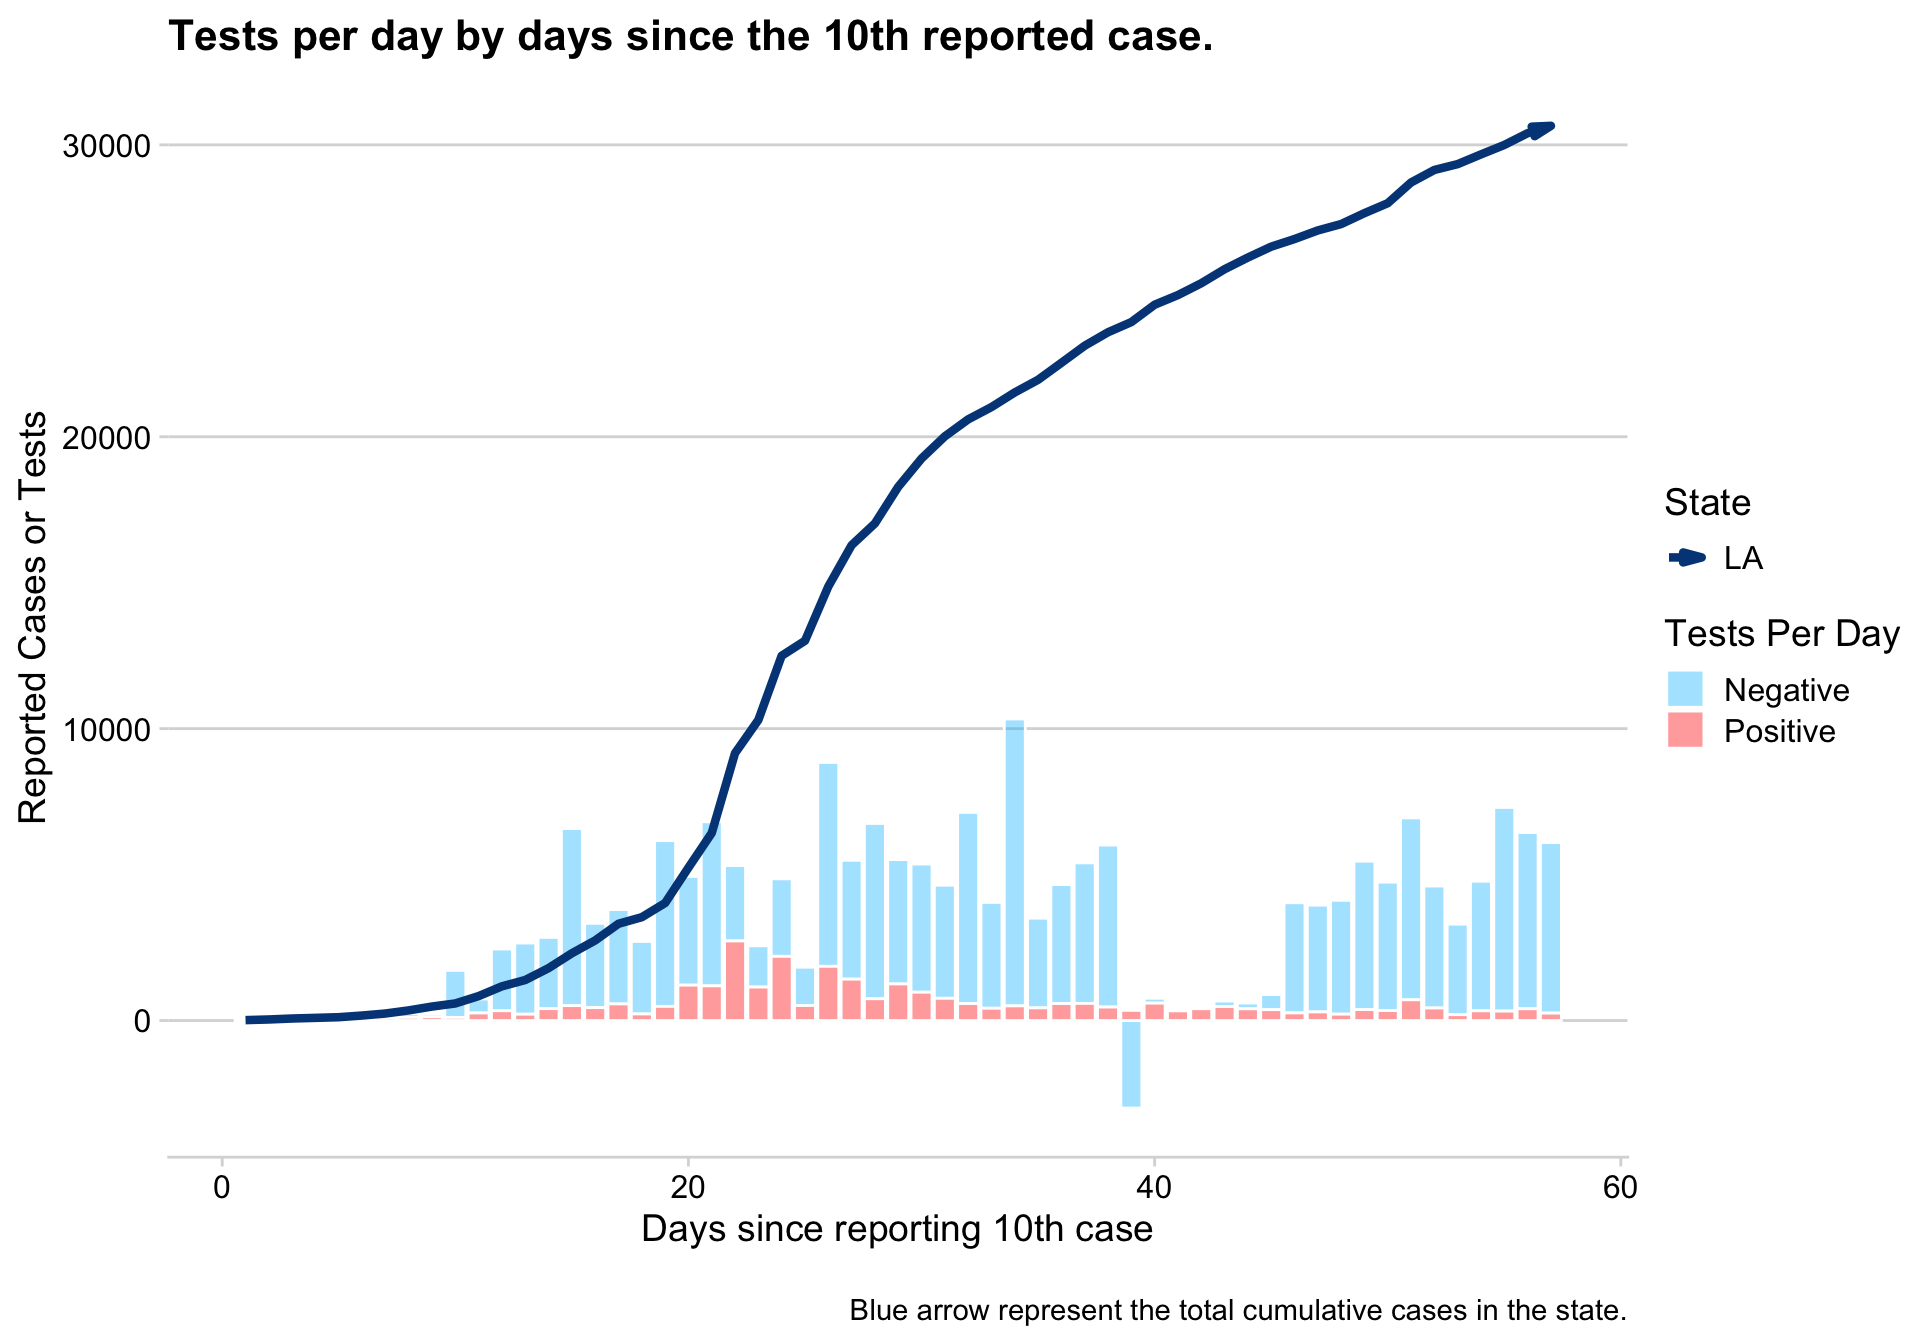 Tests per day by days since the 10th reported case.
30000
20000
10000
0
Reported Cases or Tests
0
20
40
60
Days since reporting 10th case
State
LA
Tests Per Day
Negative
Positive
Blue arrow represent the total cumulative cases in the state.